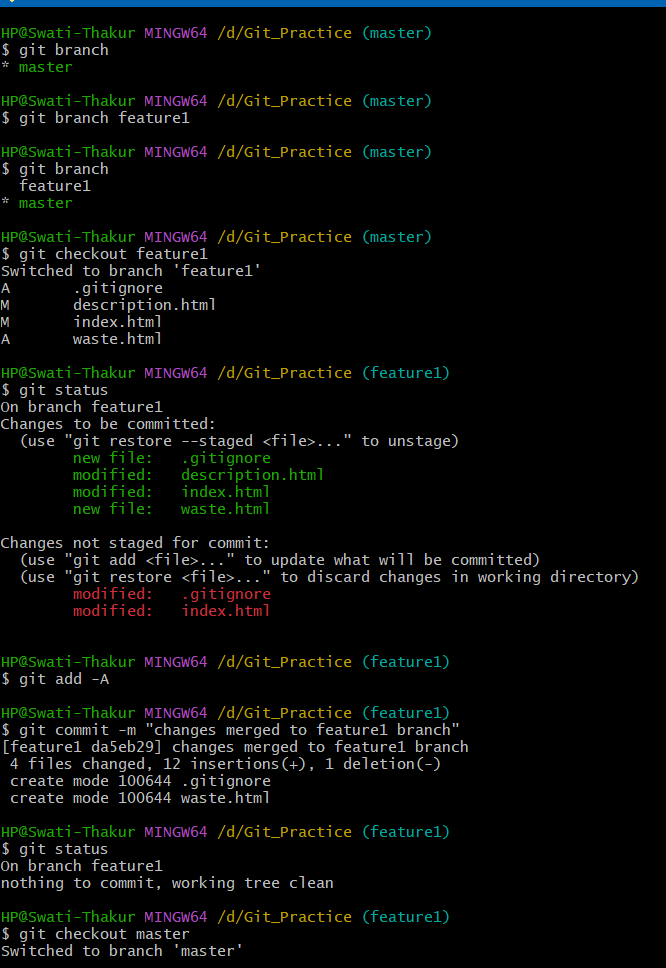 HP@Swati-Thakur MINGW64 /d/Git_Practice (master)
$ git branch
* master
HP@Swati-Thakur MINGW64 /d/Git_Practice (master)
$ git branch feature1
HP@Swati-Thakur MINGW64 /d/Git_Practice (master)
$ git branch
  feature1
* master
HP@Swati-Thakur MINGW64 /d/Git_Practice (master)
$ git checkout feature1
Switched to branch 'feature1'
A       .gitignore
M       description.html
M       index.html
A       waste.html
HP@Swati-Thakur MINGW64 /d/Git_Practice (feature1)
$ git status
On branch feature1
Changes to be committed:
  (use "git restore --staged <file>..." to unstage)
        new file:   .gitignore
        modified:   description.html
        modified:   index.html
        new file:   waste.html
Changes not staged for commit:
  (use "git add <file>..." to update what will be committed)
  (use "git restore <file>..." to discard changes in working directory)
        modified:   .gitignore
        modified:   index.html
HP@Swati-Thakur MINGW64 /d/Git_Practice (feature1)
$ git add -A
HP@Swati-Thakur MINGW64 /d/Git_Practice (feature1)
$ git commit -m "changes merged to feature1 branch"
[feature1 da5eb29] changes merged to feature1 branch
 4 files changed, 12 insertions(+), 1 deletion(-)
 create mode 100644 .gitignore
 create mode 100644 waste.html
HP@Swati-Thakur MINGW64 /d/Git_Practice (feature1)
$ git status
On branch feature1
nothing to commit, working tree clean
HP@Swati-Thakur MINGW64 /d/Git_Practice (feature1)
$ git checkout master
Switched to branch 'master'